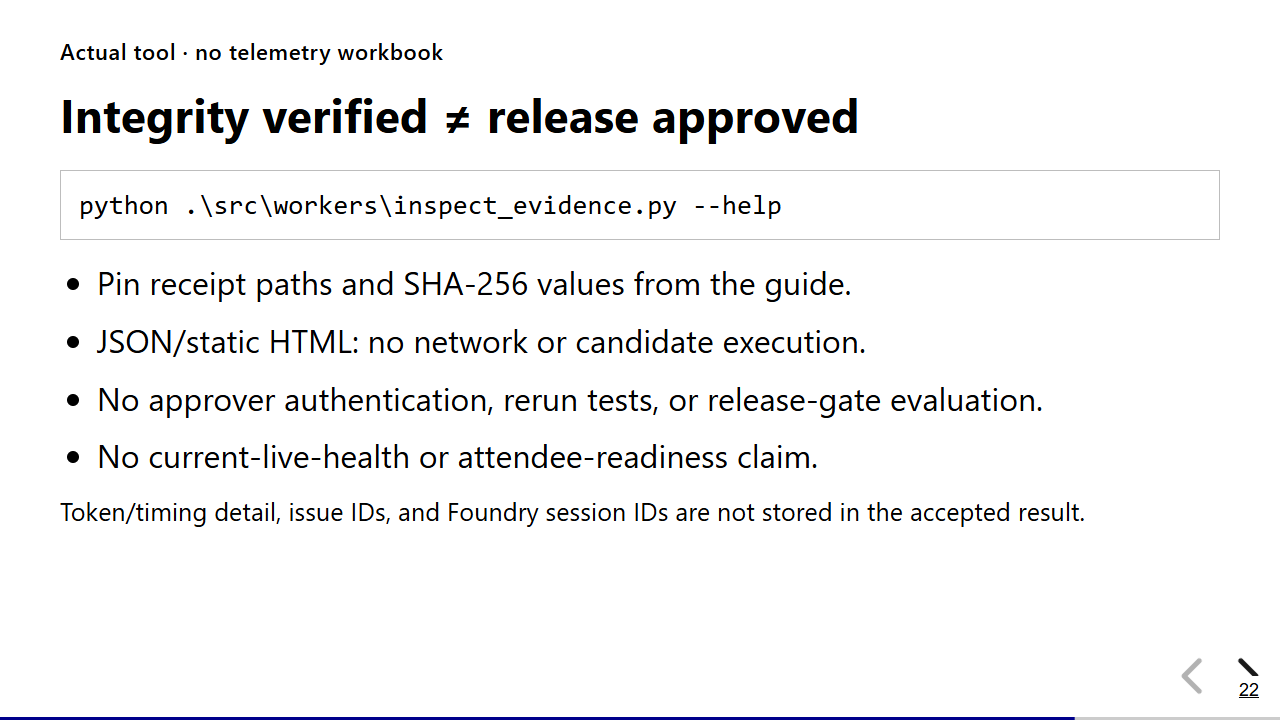 Actual tool · no telemetry workbook
Integrity verified ≠ release approved
python .\src\workers\inspect_evidence.py --help
• Pin receipt paths and SHA-256 values from the guide.
• JSON/static HTML: no network or candidate execution.
• No approver authentication, rerun tests, or release-gate evaluation.
• No current-live-health or attendee-readiness claim.
Token/timing detail, issue IDs, and Foundry session IDs are not stored in the accepted result.
22